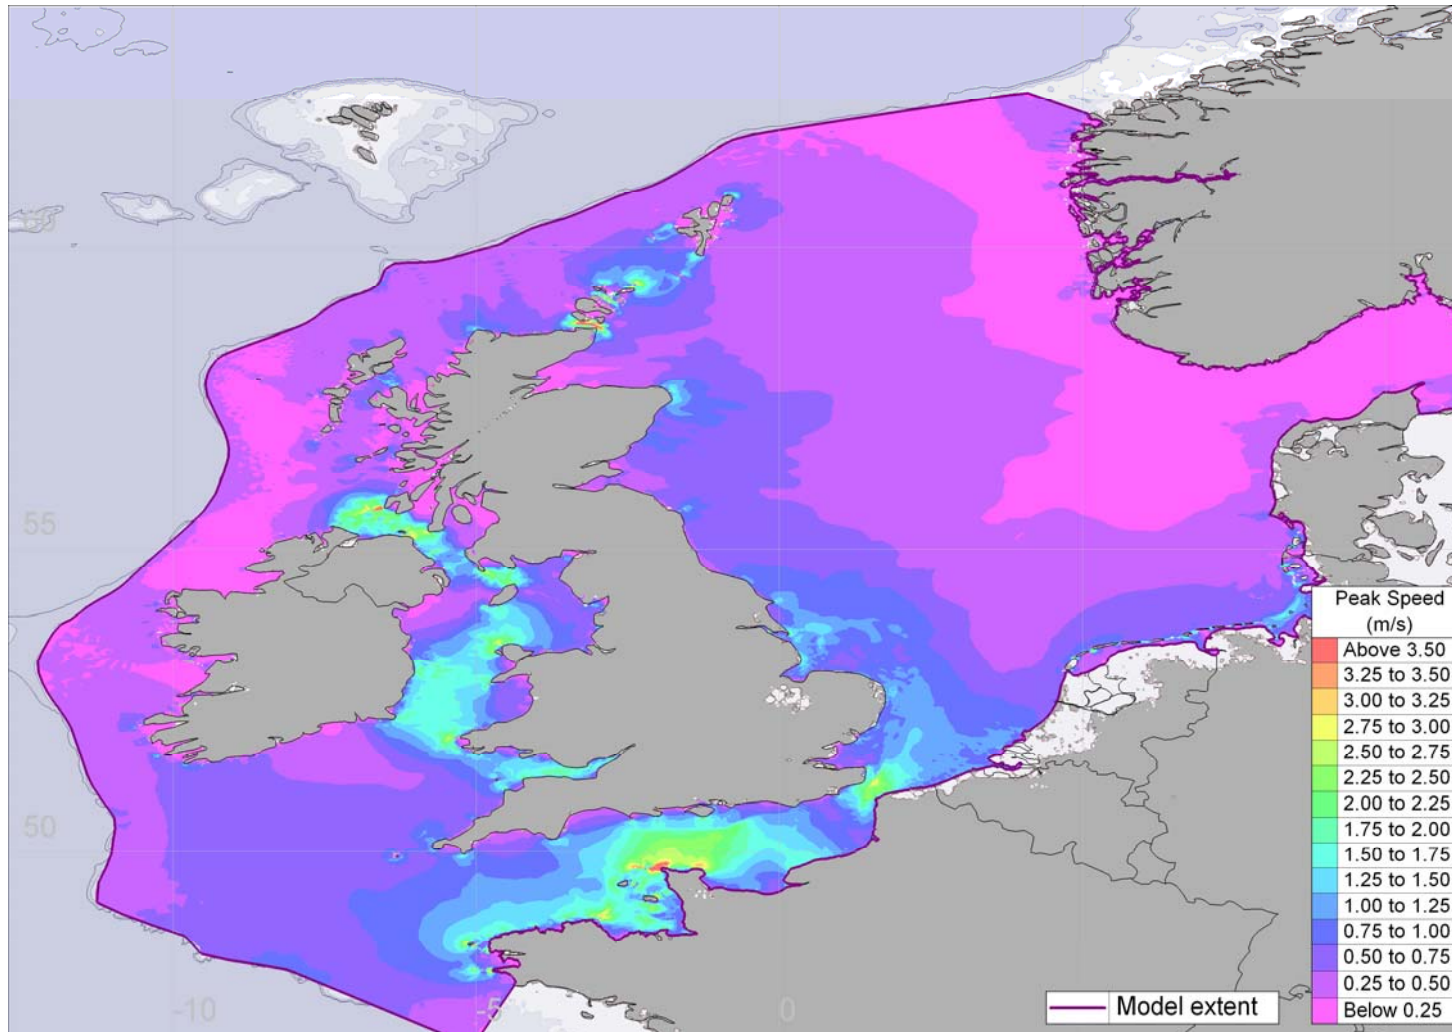 60
55
50
-10
-5
0
Peak Speed
(m/s)
Above 3.50
3.25 to 3.50
3.00 to 3.25
2.75 to 3.00
2.50 to 2.75
2.25 to 2.50
2.00 to 2.25
1.75 to 2.00
1.50 to 1.75
1.25 to 1.50
1.00 to 1.25
0.75 to 1.00
0.50 to 0.75
0.25 to 0.50
Below 0.25
Model extent